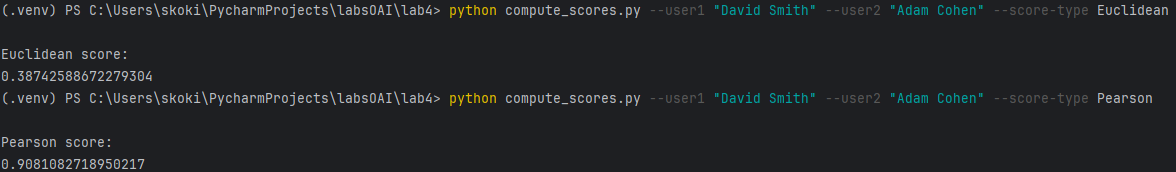 (.venv) PS C:\Users\skoki\PycharmProjects\labsOAI\lab4> python compute_scores.py --user1 "David Smith" --user2 "Adam Cohen" --score-type Euclidean
Euclidean score:
0.38742588672279304
(.venv) PS C:\Users\skoki\PycharmProjects\labsOAI\lab4> python compute_scores.py --user1 "David Smith" --user2 "Adam Cohen" --score-type Pearson
Pearson score:
0.9081082718950217